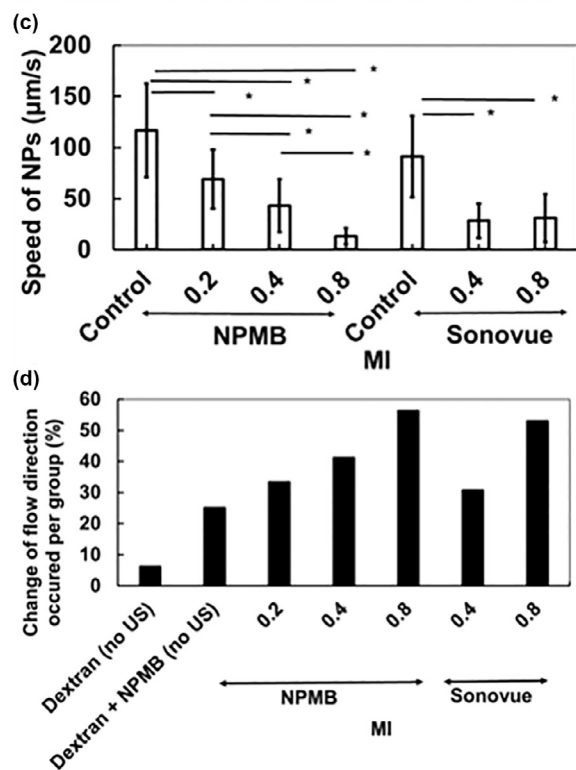 (c)
Speed of NPs (µm/s)
200
150
100
50
0
* * * * * * * *
Control 0.2 0.4 0.8 Control 0.4 0.8
NPMB Sonovue
MI
(d)
Change of flow direction
occured per group (%)
60
50
40
30
20
10
0
Dextran (no US) Dextran + NPMB (no US) 0.2 0.4 0.8 0.4 0.8
NPMB Sonovue
MI